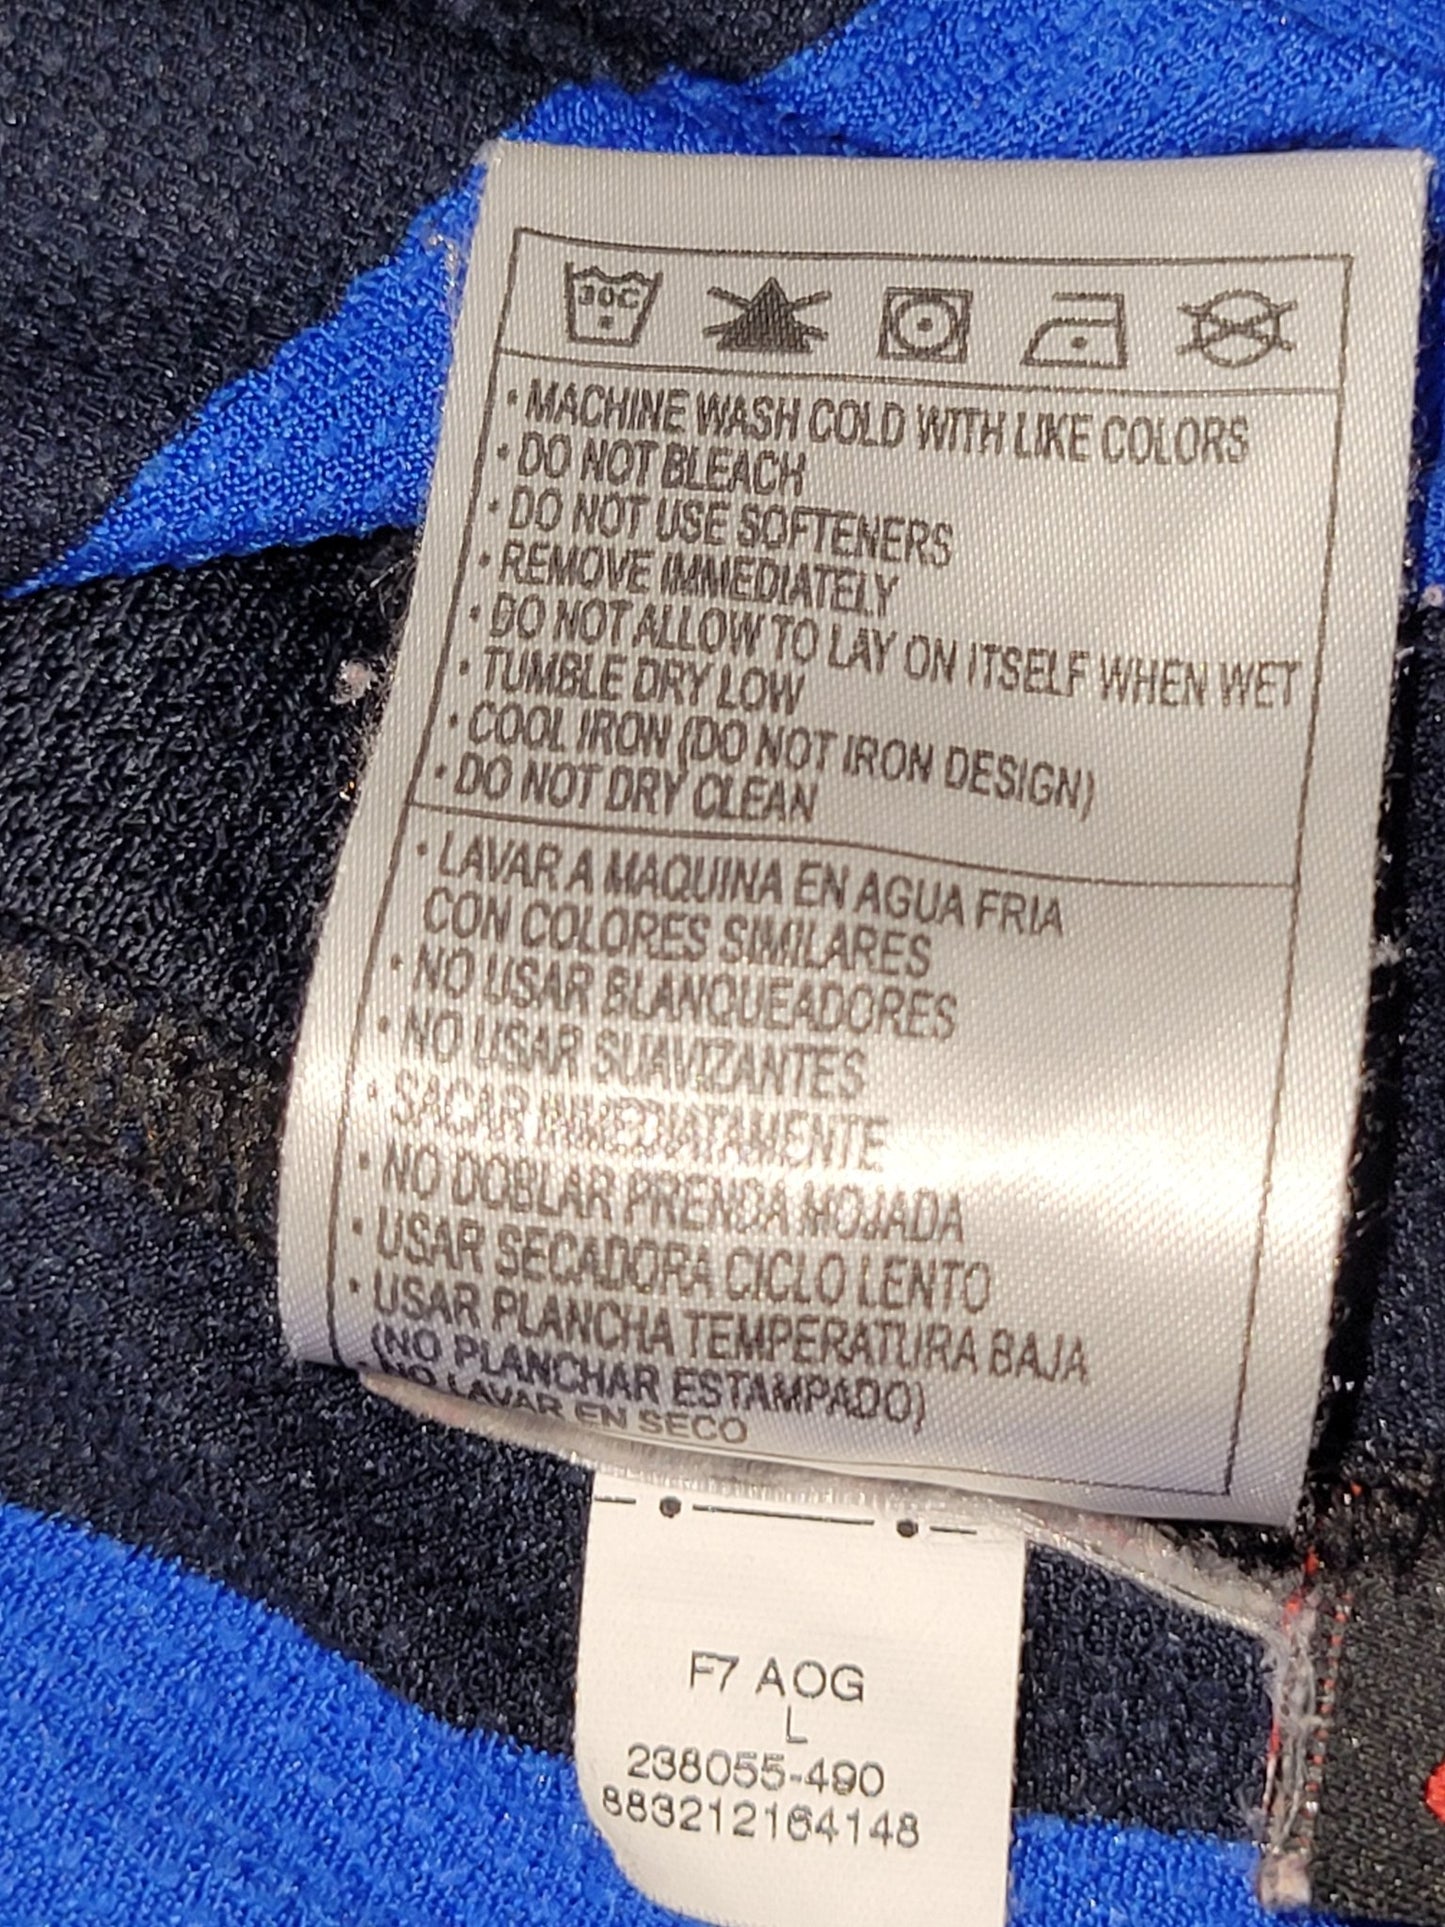 30C
• MACHINE WASH COLD WITH LIKE COLORS
• DO NOT BLEACH
• DO NOT USE SOFTENERS
• REMOVE IMMEDIATELY
• DO NOT ALLOW TO LAY ON ITSELF WHEN WET
• TUMBLE DRY LOW
• COOL IRON (DO NOT IRON DESIGN)
• DO NOT DRY CLEAN
• LAVAR A MAQUINA EN AGUA FRIA
CON COLORES SIMILARES
• NO USAR BLANQUEADORES
• NO USAR SUAVIZANTES
• SACAR IMMEDIATAMENTE
• NO DOBLAR PRENDA MOJADA
• USAR SECADORA CICLO LENTO
• USAR PLANCHA TEMPERATURA BAJA
(NO PLANCHAR ESTAMPADO)
• NO LAVAR EN SECO
F7 AOG
L
238055-490
883212164148